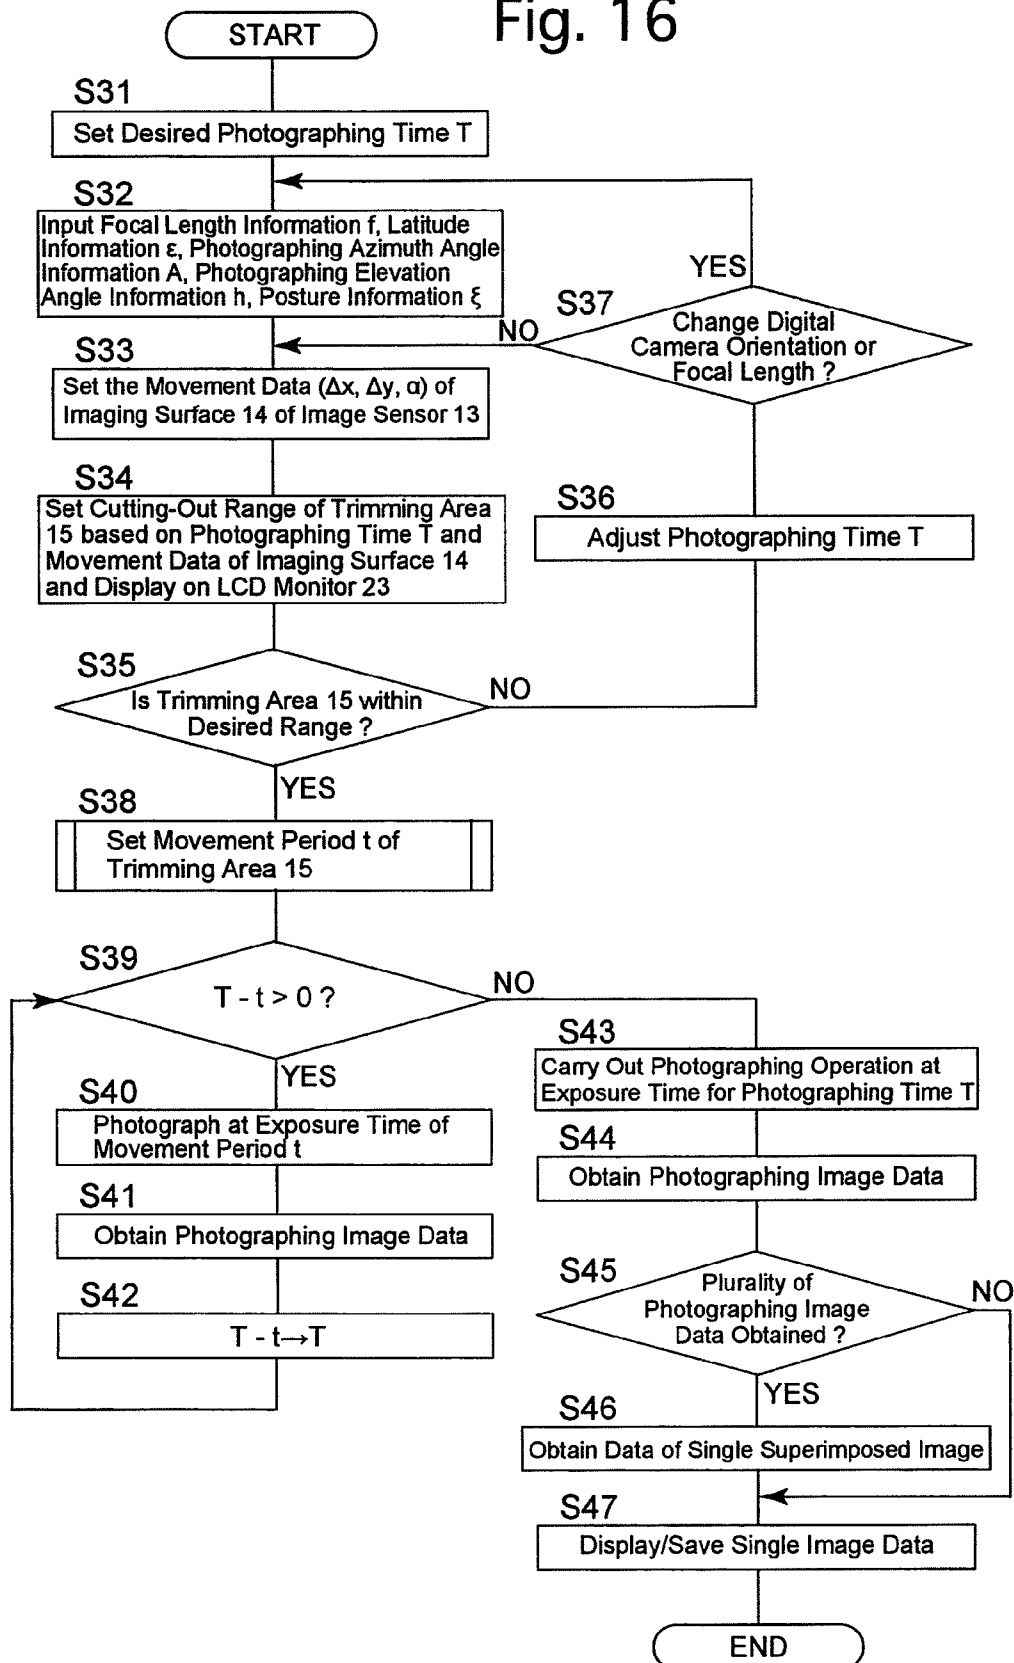 Fig. 16
START
S31
Set Desired Photographing Time T
S32
Input Focal Length Information f, Latitude
Information ε, Photographing Azimuth Angle
Information A, Photographing Elevation
Angle Information h, Posture Information ξ
YES
S37
Change Digital
Camera Orientation or
Focal Length ?
NO
S33
Set the Movement Data (Δx, Δy, α) of
Imaging Surface 14 of Image Sensor 13
S34
Set Cutting-Out Range of Trimming Area
15 based on Photographing Time T and
Movement Data of Imaging Surface 14
and Display on LCD Monitor 23
S36
Adjust Photographing Time T
S35
Is Trimming Area 15 within
Desired Range ?
NO
YES
S38
Set Movement Period t of
Trimming Area 15
S39
T - t > 0 ?
NO
YES
S40
Photograph at Exposure Time of
Movement Period t
S41
Obtain Photographing Image Data
S42
T - t→T
S43
Carry Out Photographing Operation at
Exposure Time for Photographing Time T
S44
Obtain Photographing Image Data
S45
Plurality of
Photographing Image
Data Obtained ?
NO
YES
S46
Obtain Data of Single Superimposed Image
S47
Display/Save Single Image Data
END